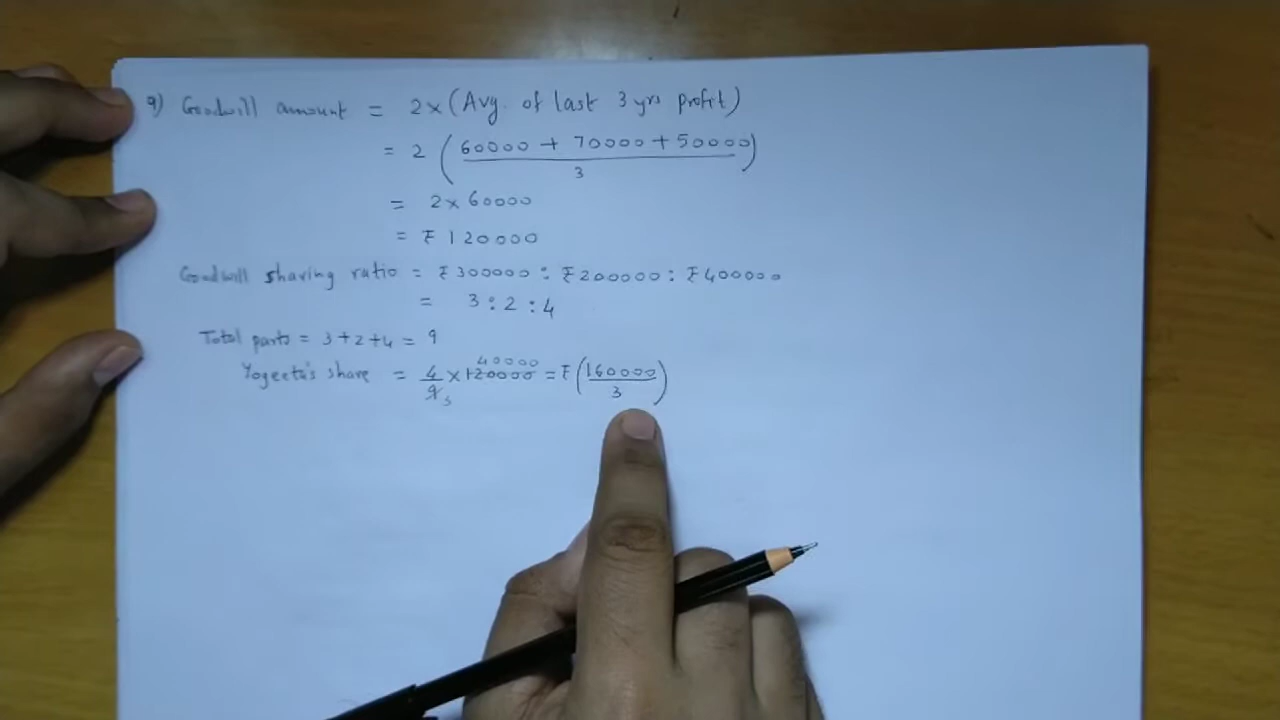 9) Goodwill amount = 2×(Avg. of last 3 yrs profit)
= 2 (60000 + 70000 + 50000 / 3)
= 2×60000
= ₹120000
Goodwill sharing ratio = ₹300000 : ₹200000 : ₹400000
= 3 : 2 : 4
Total parts = 3+2+4 = 9
40000
Yogeeta's share = 4/9 × 120000 = ₹(160000/3)
3